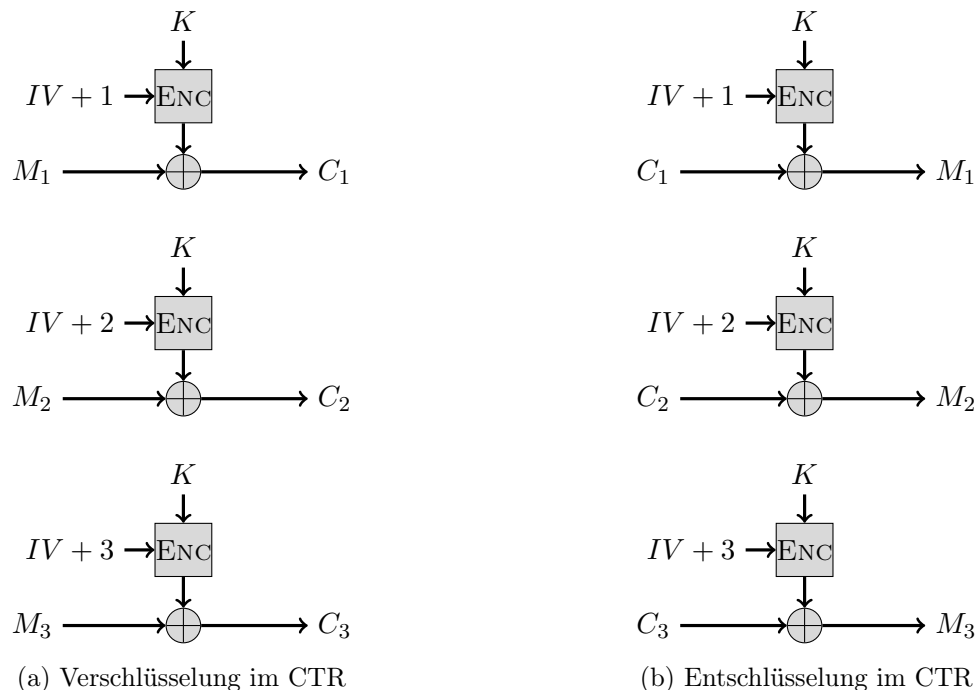 K K
IV + 1 ENC IV + 1 ENC
M₁ C₁ C₁ M₁
K K
IV + 2 ENC IV + 2 ENC
M₂ C₂ C₂ M₂
K K
IV + 3 ENC IV + 3 ENC
M₃ C₃ C₃ M₃
(a) Verschlüsselung im CTR (b) Entschlüsselung im CTR